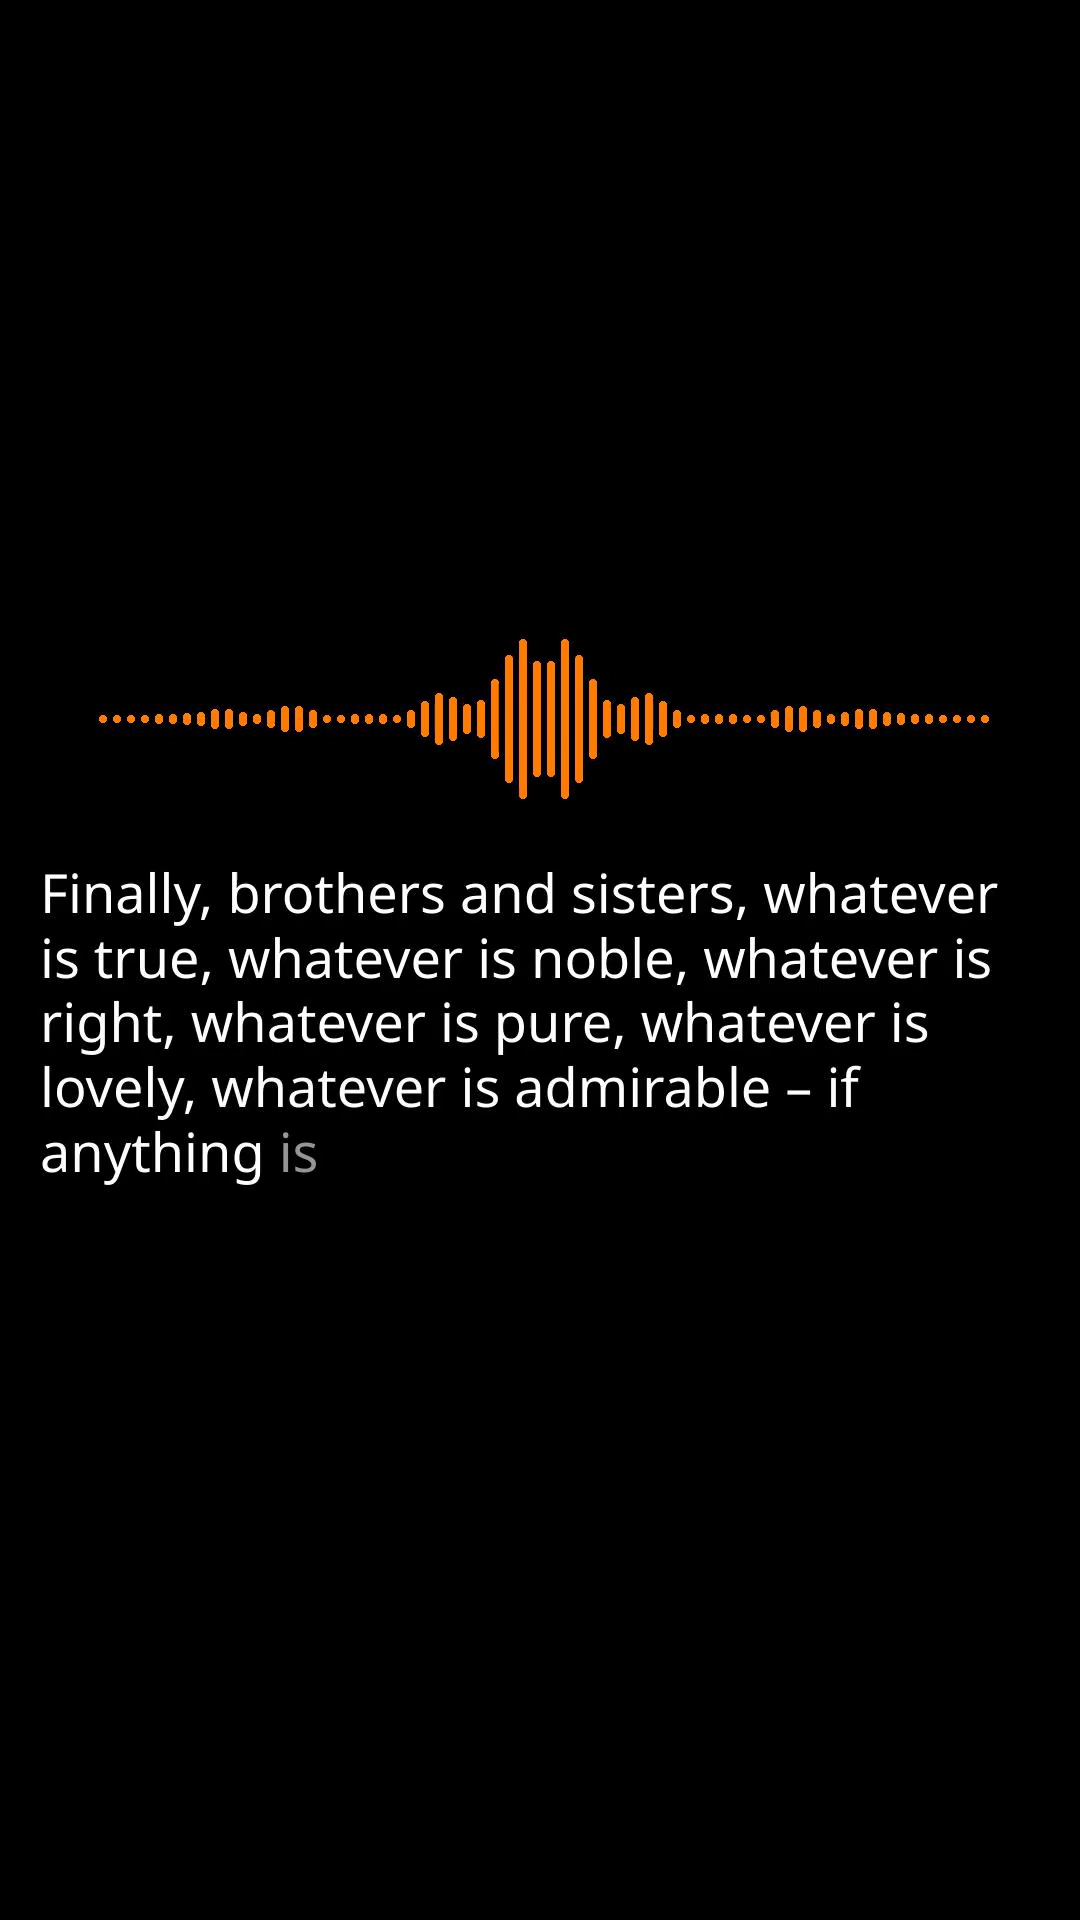 Finally, brothers and sisters, whatever
is true, whatever is noble, whatever is
right, whatever is pure, whatever is
lovely, whatever is admirable – if
anything is